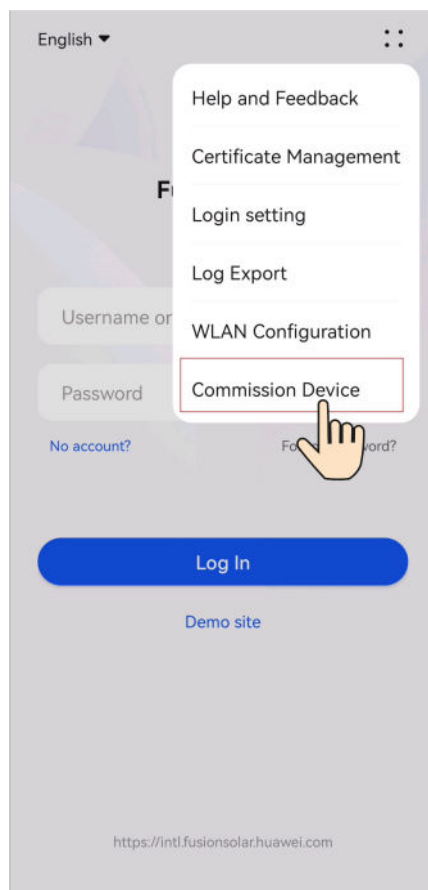 English
Help and Feedback
Certificate Management
Login setting
Log Export
WLAN Configuration
Commission Device
Username or
Password
No account?
Log In
Demo site
https://intl.fusionsolar.huawei.com